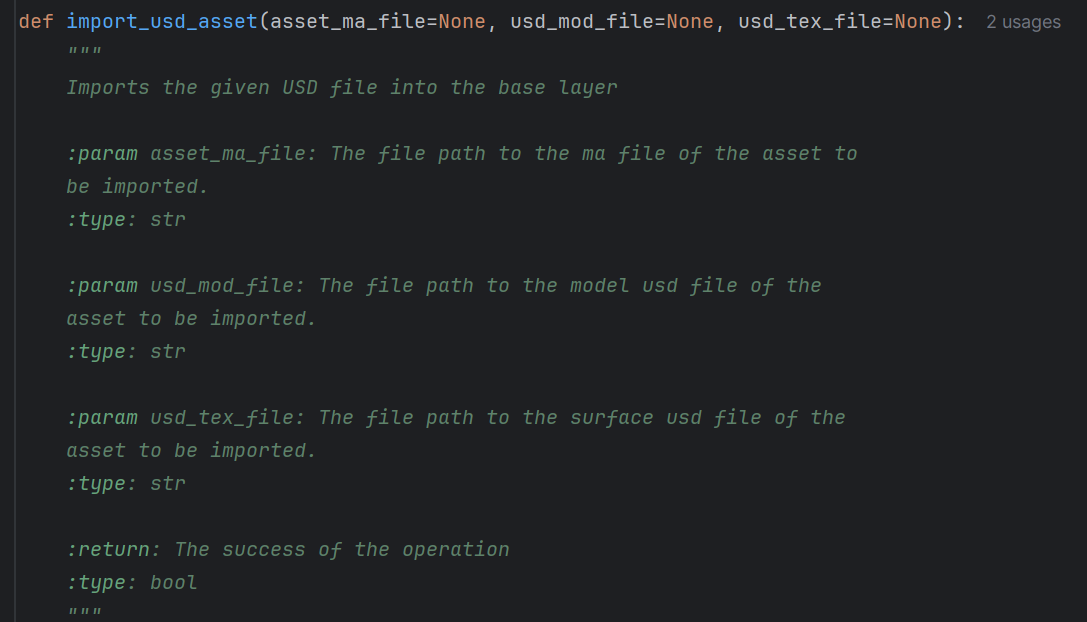 def import_usd_asset(asset_ma_file=None, usd_mod_file=None, usd_tex_file=None): 2 usages
"""
Imports the given USD file into the base layer
:param asset_ma_file: The file path to the ma file of the asset to
be imported.
:type: str
:param usd_mod_file: The file path to the model usd file of the
asset to be imported.
:type: str
:param usd_tex_file: The file path to the surface usd file of the
asset to be imported.
:type: str
:return: The success of the operation
:type: bool
"""